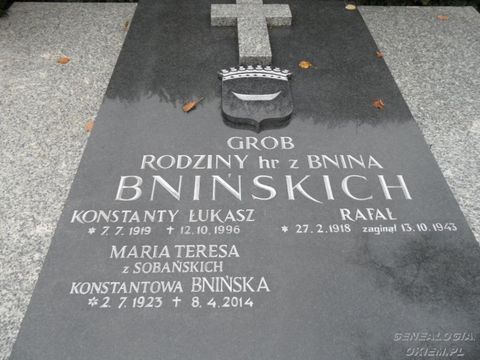 GROB
RODZINY hr z BNINA
BNIŃSKICH
KONSTANTY ŁUKASZ
* 7.7.1919 † 12.10.1996
RAFAŁ
* 27.2.1918 zaginął 13.10.1943
MARIA TERESA
z SOBAŃSKICH
KONSTANTOWA BNIŃSKA
* 2.7.1923 † 8.4.2014
GENEALOGIA.
OKIEM.PL